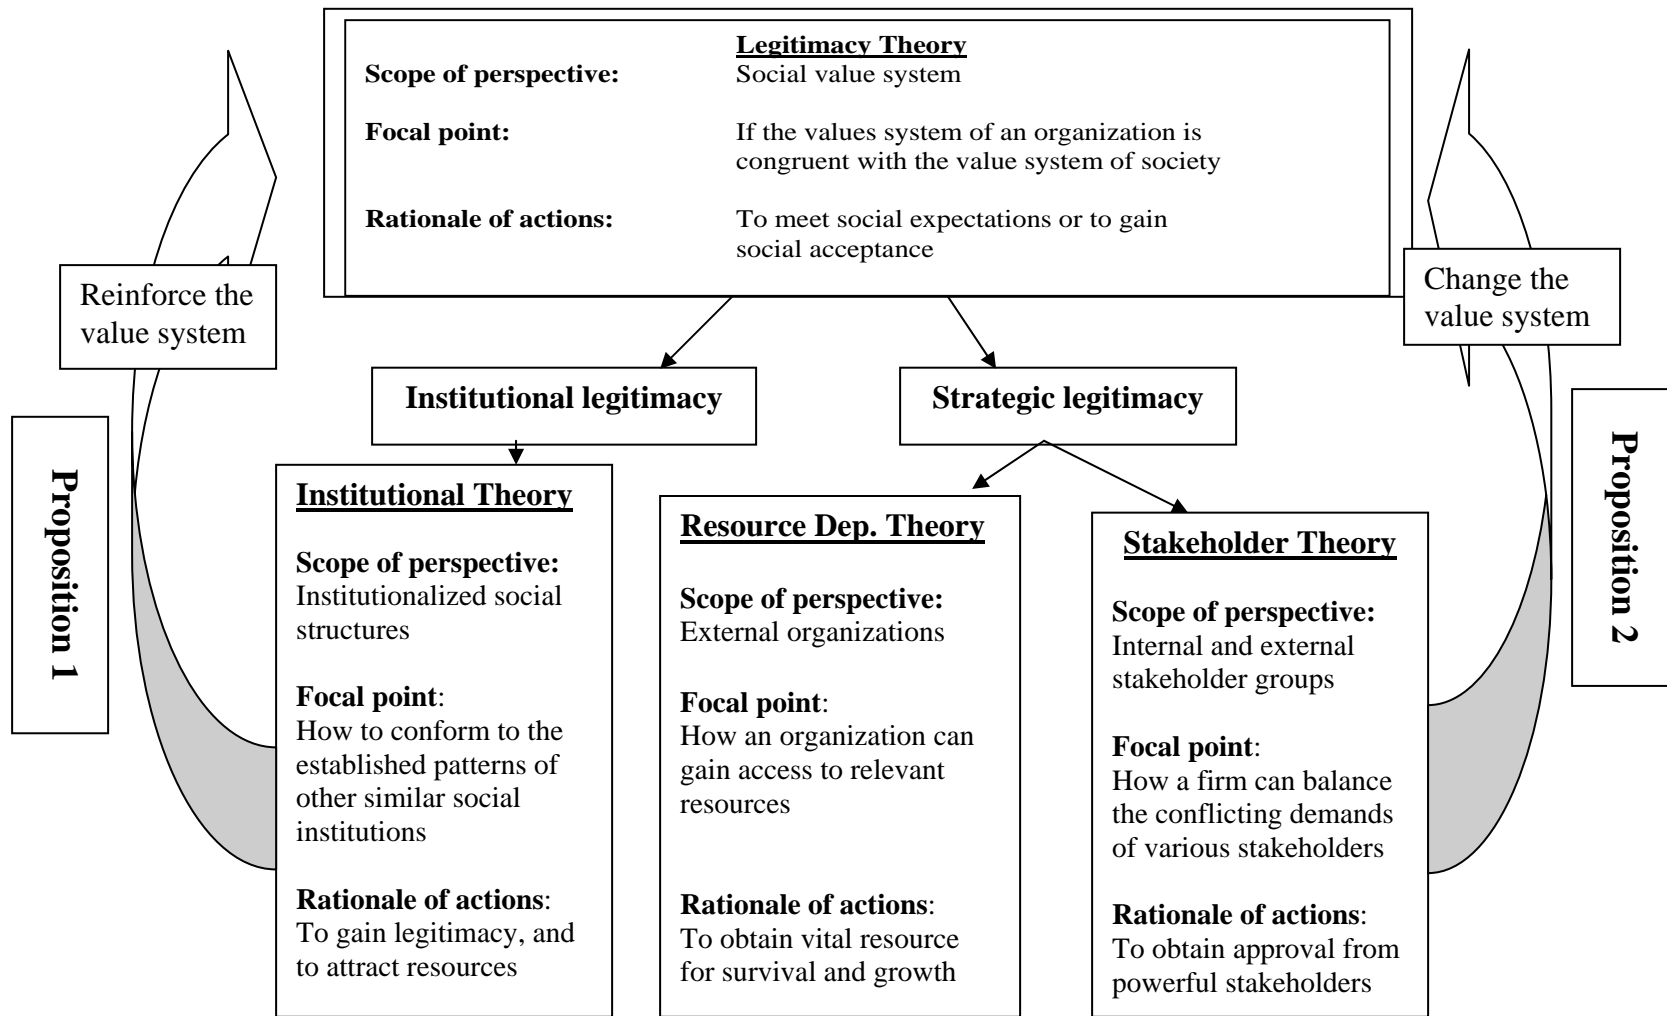 Legitimacy Theory
Scope of perspective: Social value system
Focal point: If the values system of an organization is
congruent with the value system of society
Rationale of actions: To meet social expectations or to gain
social acceptance
Reinforce the
value system
Change the
value system
Institutional legitimacy
Strategic legitimacy
Proposition 1
Institutional Theory
Scope of perspective:
Institutionalized social
structures
Focal point:
How to conform to the
established patterns of
other similar social
institutions
Rationale of actions:
To gain legitimacy, and
to attract resources
Resource Dep. Theory
Scope of perspective:
External organizations
Focal point:
How an organization can
gain access to relevant
resources
Rationale of actions:
To obtain vital resource
for survival and growth
Stakeholder Theory
Scope of perspective:
Internal and external
stakeholder groups
Focal point:
How a firm can balance
the conflicting demands
of various stakeholders
Rationale of actions:
To obtain approval from
powerful stakeholders
Proposition 2